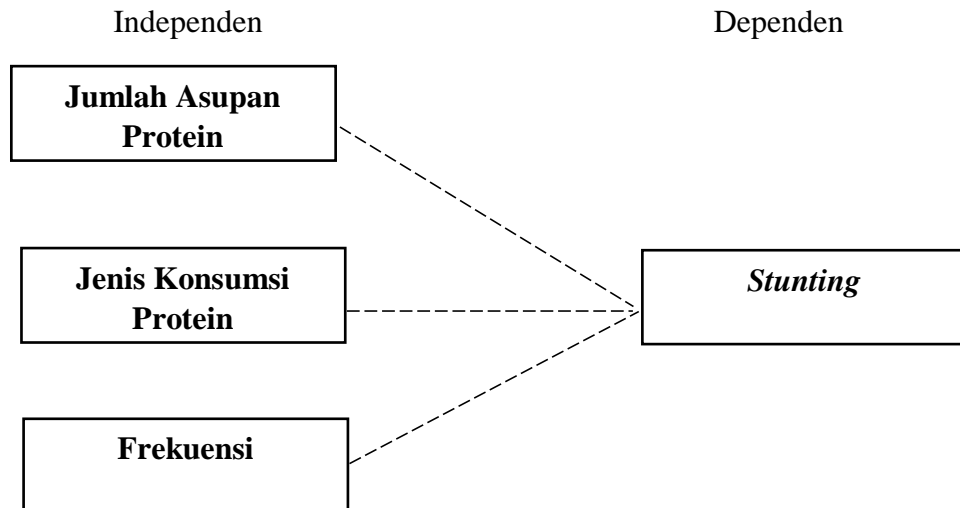 Independen
Dependen
Jumlah Asupan
Protein
Jenis Konsumsi
Protein
Stunting
Frekuensi